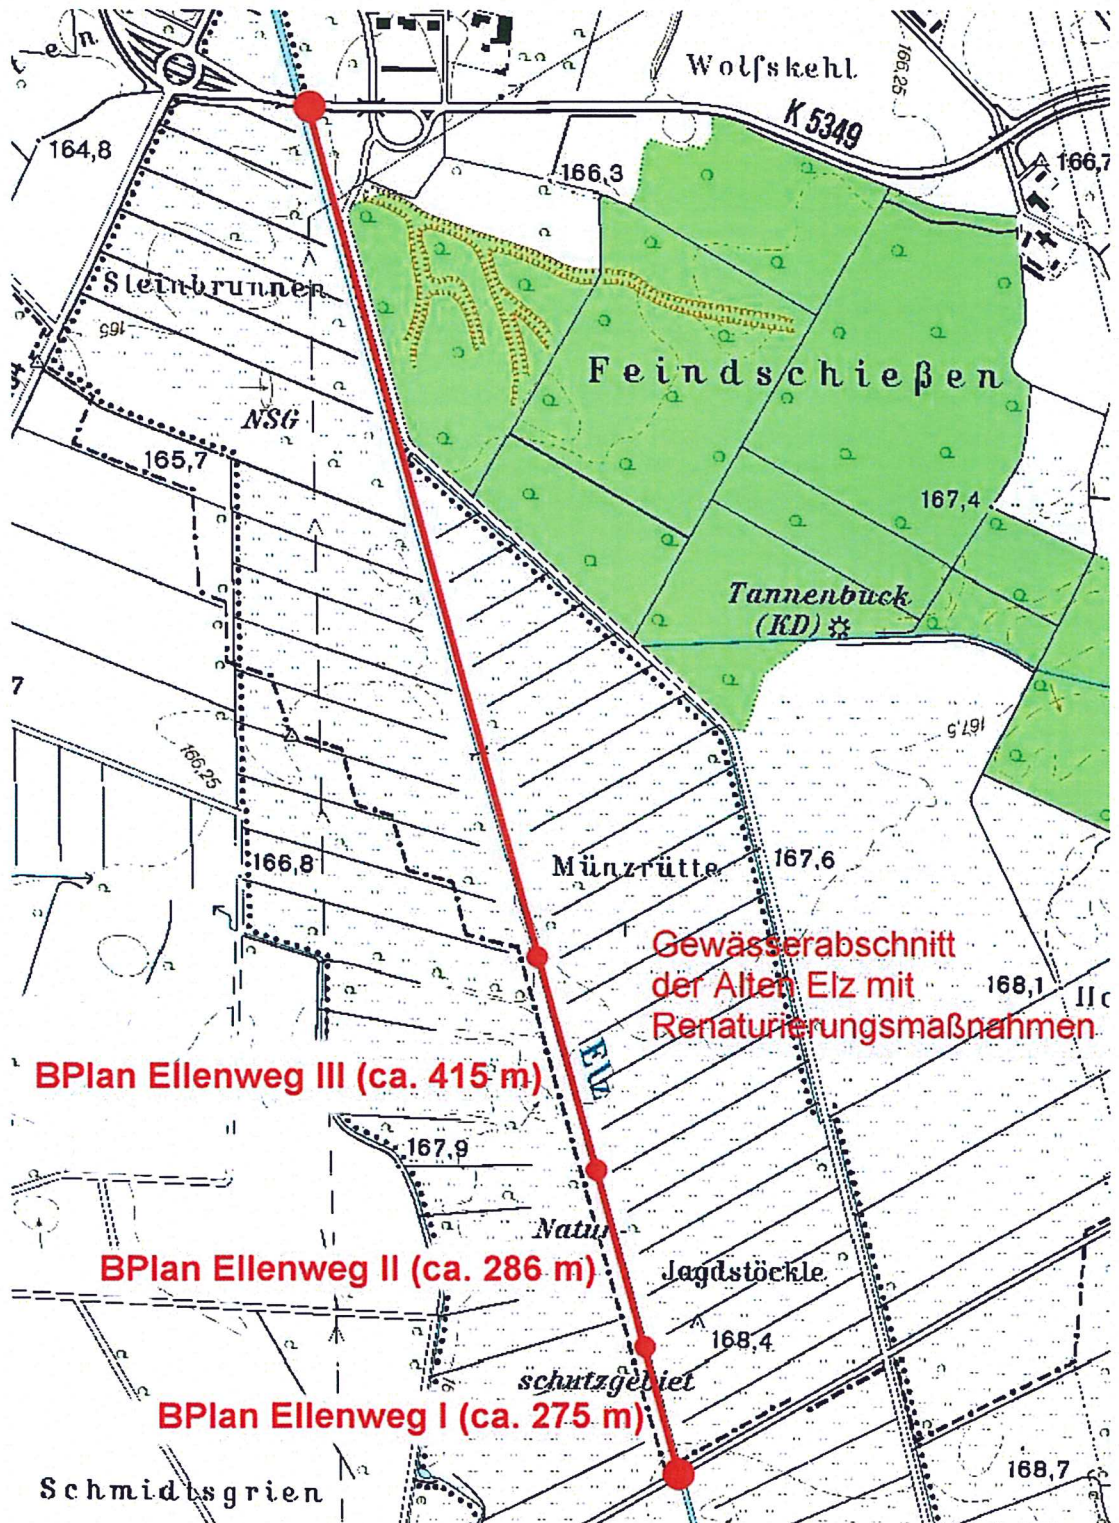 Wolfskehl
K 5349
166,25
164,8
166,3
166,7
Steinbrunnen
165
Feindschießen
NSG
165,7
167,4
Tannenbuck
(KD)
7
167,5
166,25
166,8
Münzrütte
167,6
Gewässerabschnitt
der Alten Elz mit
Renaturierungsmaßnahmen
168,1
Elz
BPlan Ellenweg III (ca. 415 m)
167,9
Natur-
BPlan Ellenweg II (ca. 286 m)
Jagdstöckle
168,4
schutzgebiet
BPlan Ellenweg I (ca. 275 m)
Schmidtsgrien
168,7